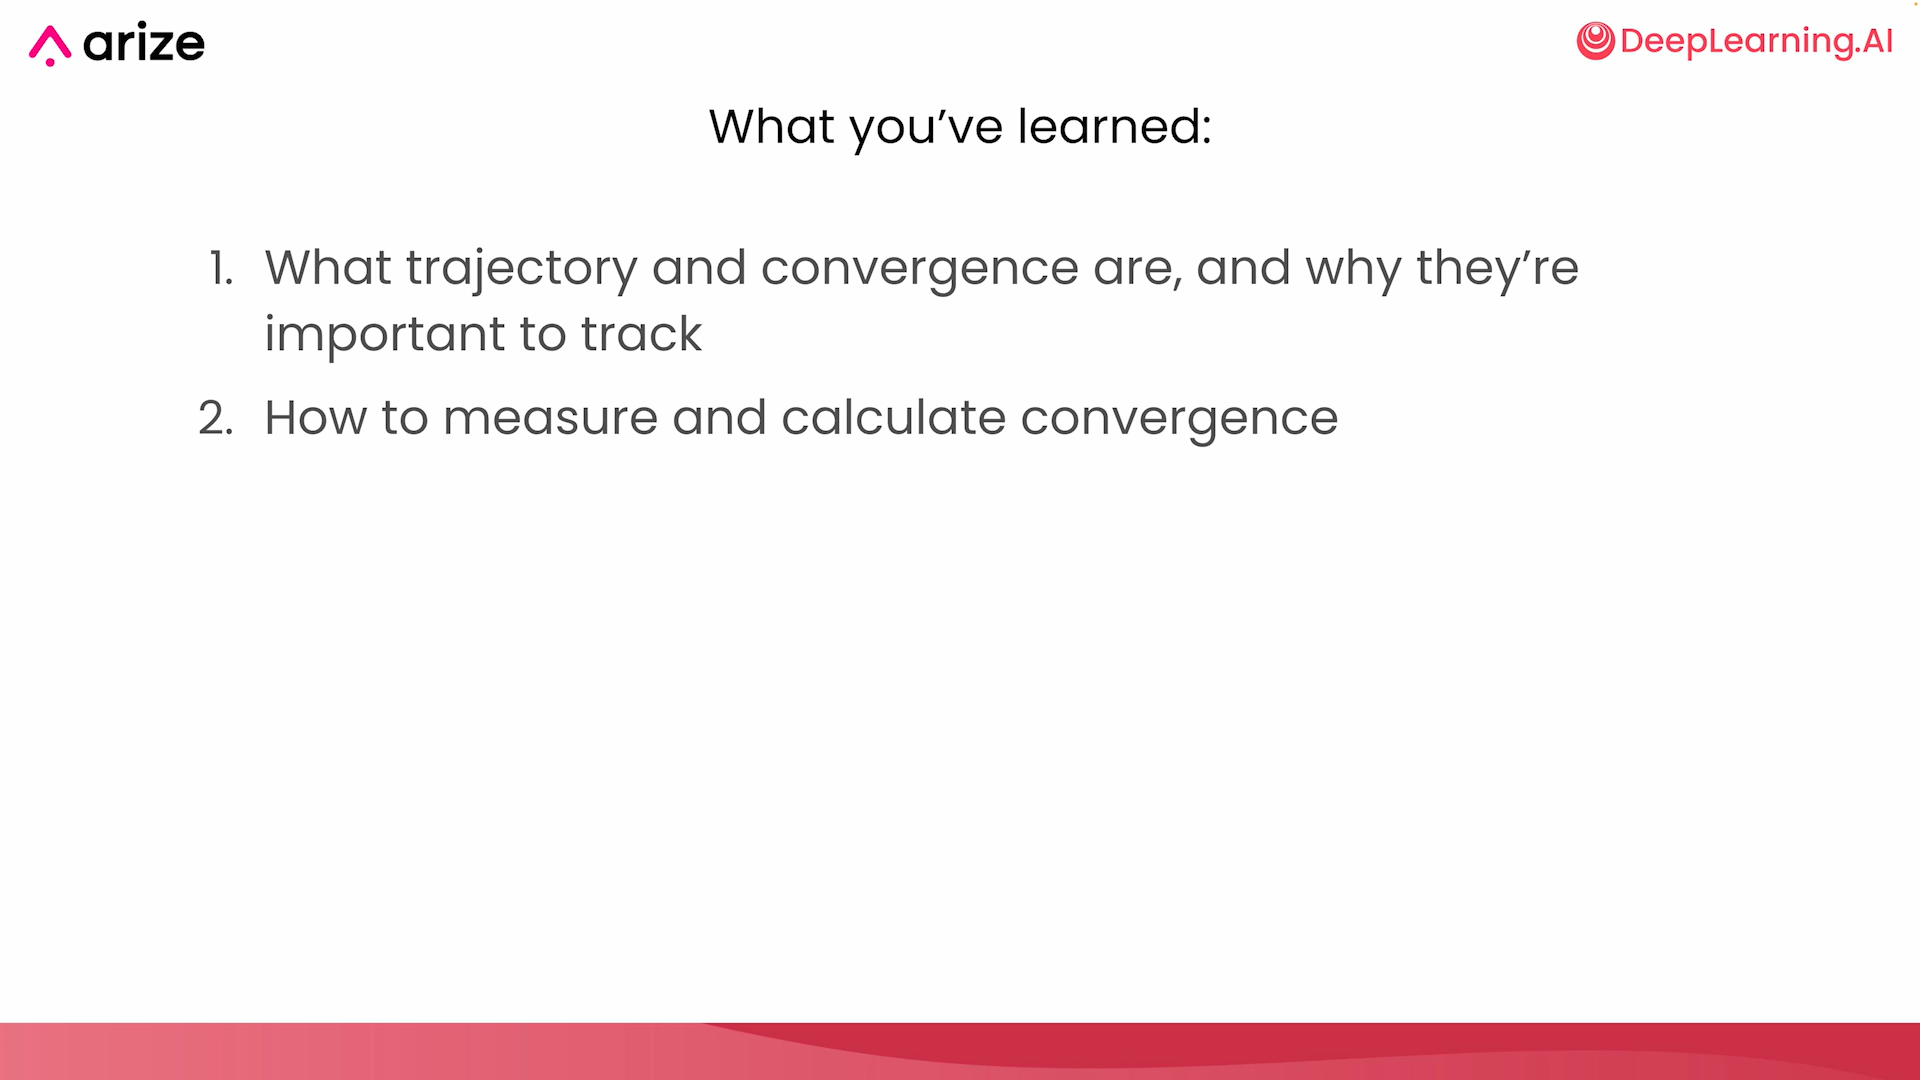 arize
DeepLearning.AI
What you’ve learned:
1. What trajectory and convergence are, and why they’re
important to track
2. How to measure and calculate convergence